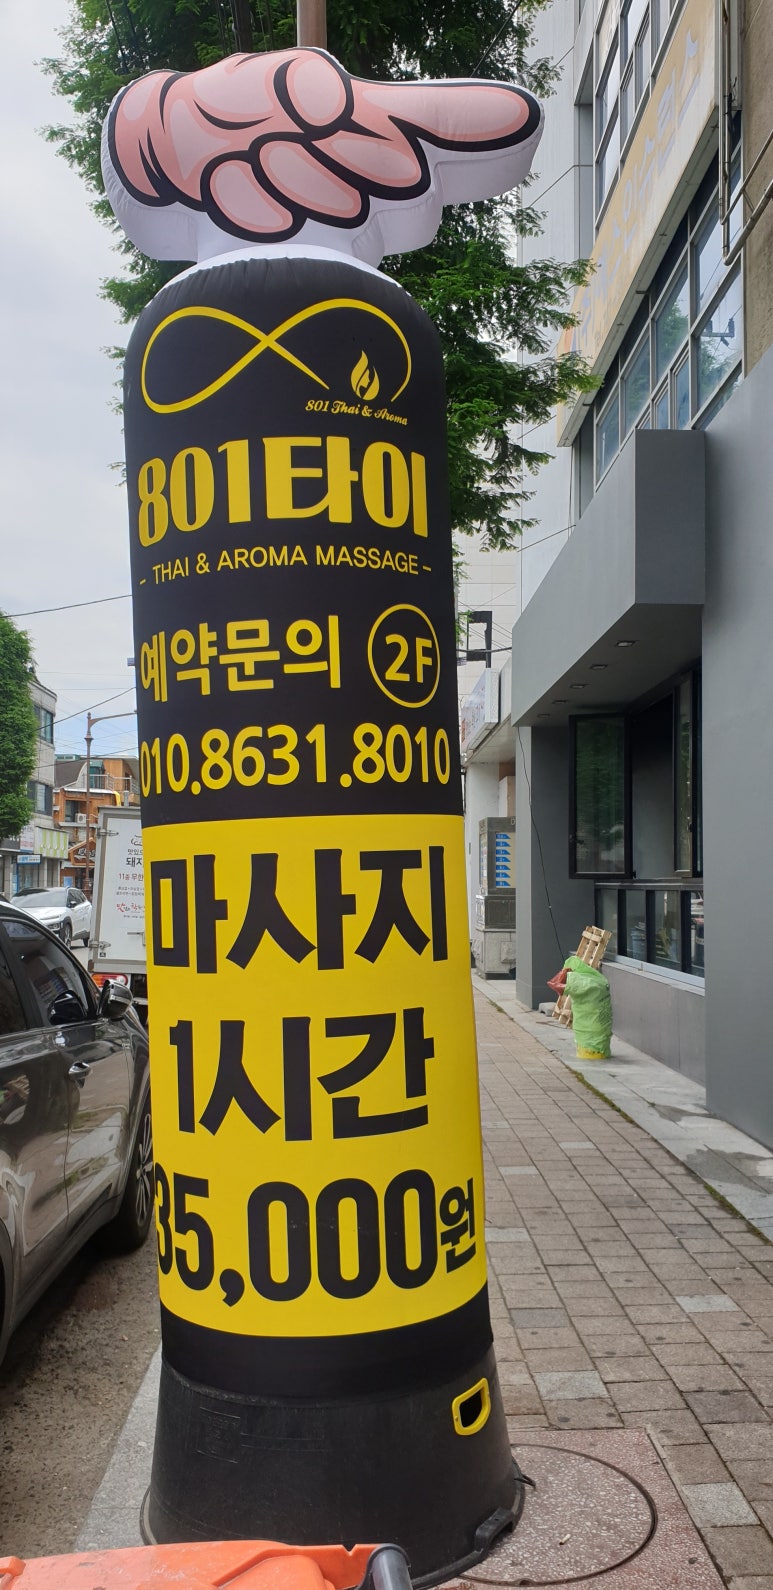 801 Thai & Aroma
801타이
- THAI & AROMA MASSAGE -
예약문의 2F
010.8631.8010
마사지
1시간
35,000원